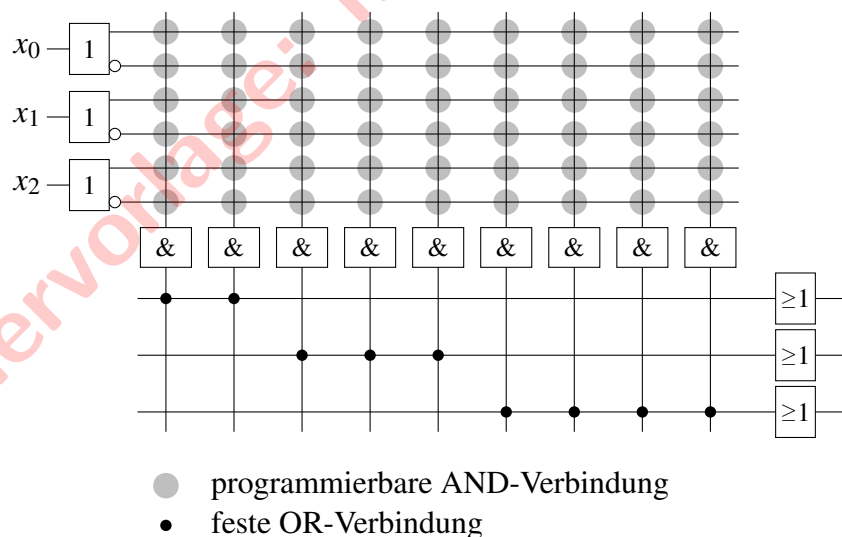 x0 1
x1 1
x2 1
& & & & & & & & &
≥1
≥1
≥1
programmierbare AND-Verbindung
feste OR-Verbindung